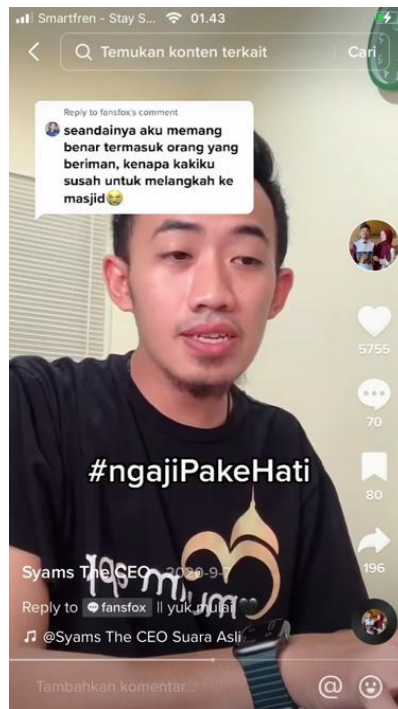 Smartfren - Stay S... 01.43
Temukan konten terkait
Cari
Reply to fansfox's comment
seandainya aku memang
benar termasuk orang yang
beriman, kenapa kakiku
susah untuk melangkah ke
masjid😭
5755
70
80
196
#ngajiPakeHati
Syams The CEO · 2020-9-7
Reply to fansfox || yuk mulai🖤
@Syams The CEO Suara Asli
Tambahkan komentar...
@